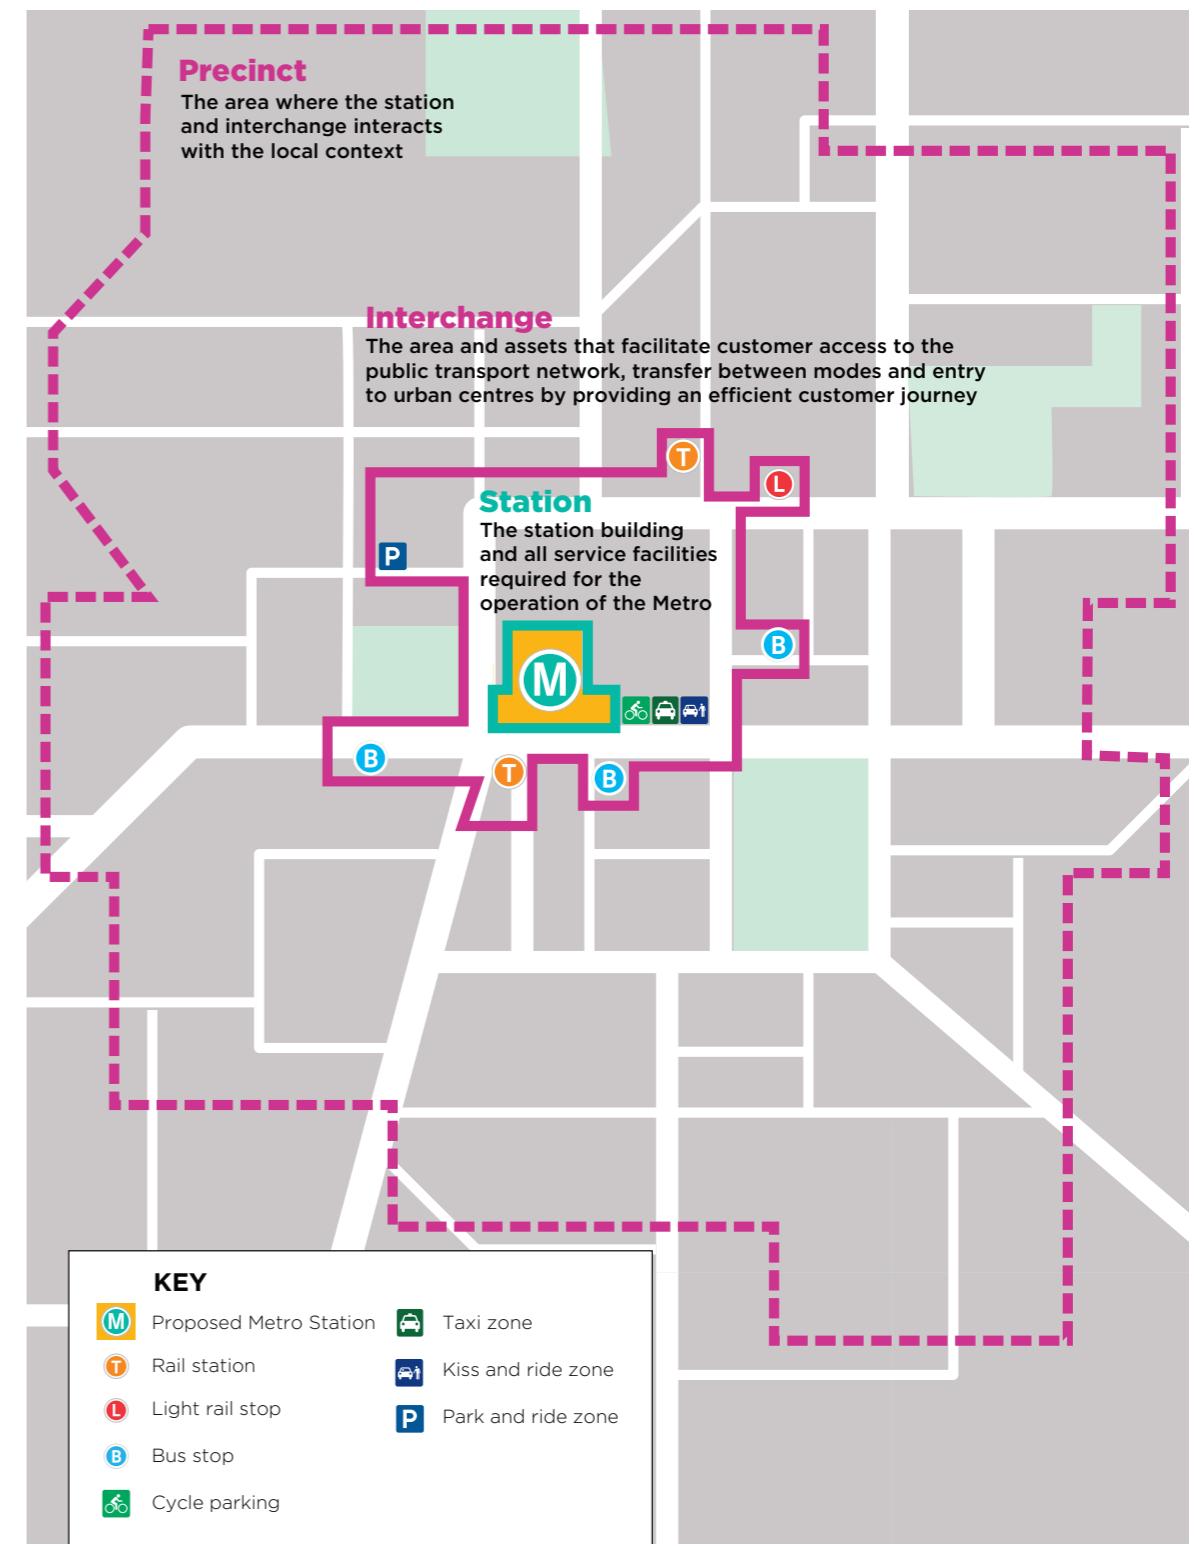 Precinct
The area where the station
and interchange interacts
with the local context
Interchange
The area and assets that facilitate customer access to the
public transport network, transfer between modes and entry
to urban centres by providing an efficient customer journey
T
L
Station
The station building
and all service facilities
required for the
operation of the Metro
P
B
M
B
T
B
KEY
M Proposed Metro Station
T Rail station
L Light rail stop
B Bus stop
Cycle parking
Taxi zone
Kiss and ride zone
P Park and ride zone